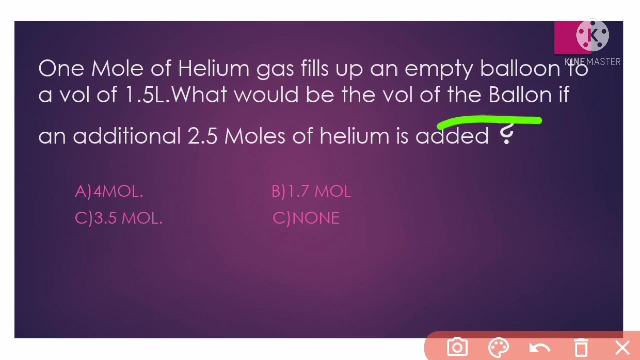 K
KINEMASTER
One Mole of Helium gas fills up an empty balloon to
a vol of 1.5L.What would be the vol of the Ballon if
an additional 2.5 Moles of helium is added ?
A)4MOL. B)1.7 MOL
C)3.5 MOL. C)NONE